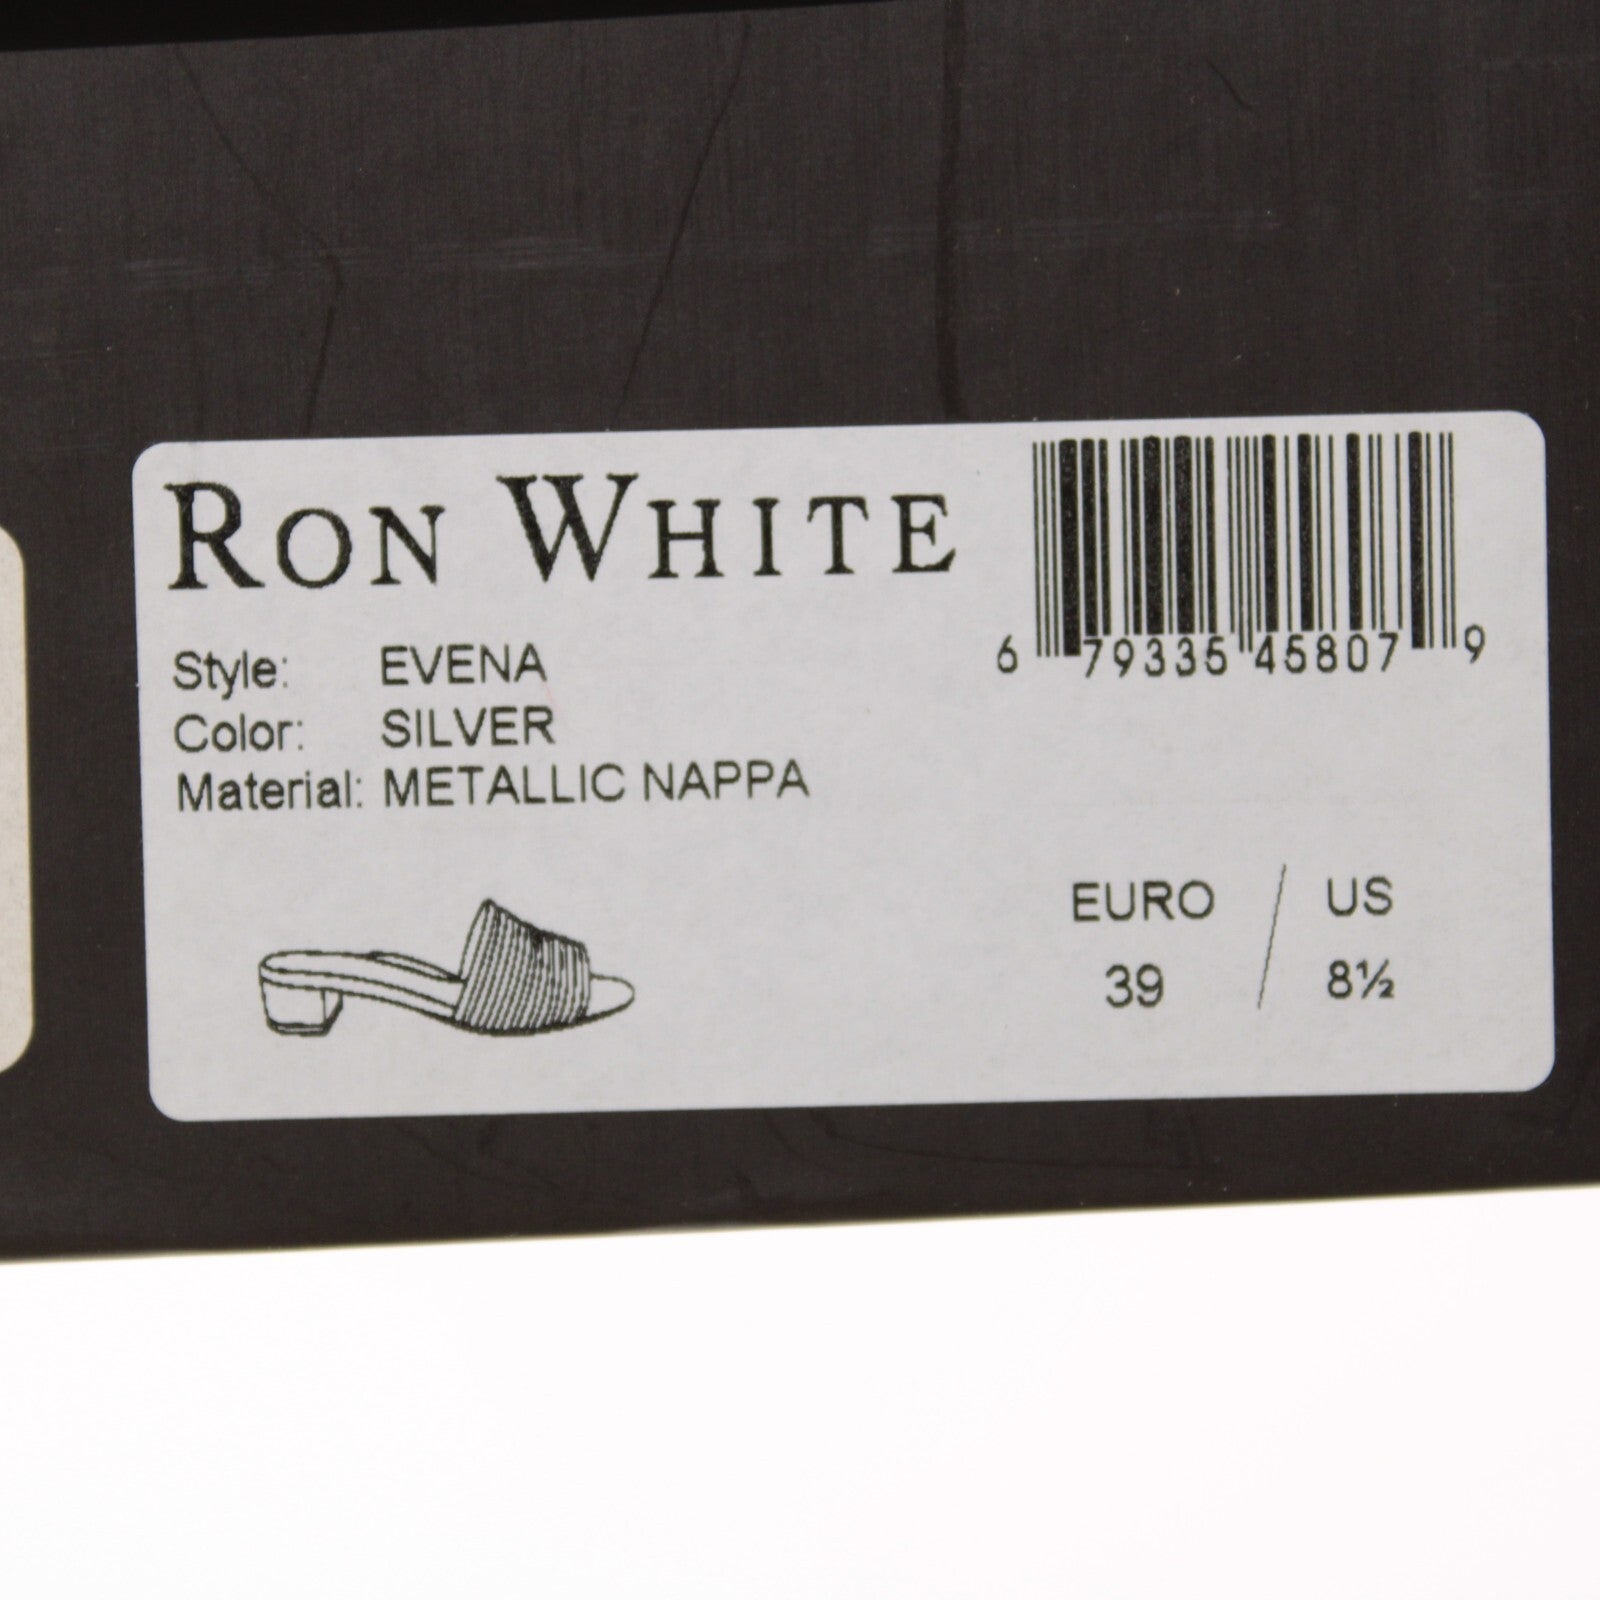 RON WHITE
6 79335 45807 9
Style: EVENA
Color: SILVER
Material: METALLIC NAPPA
EURO / US
39 8½